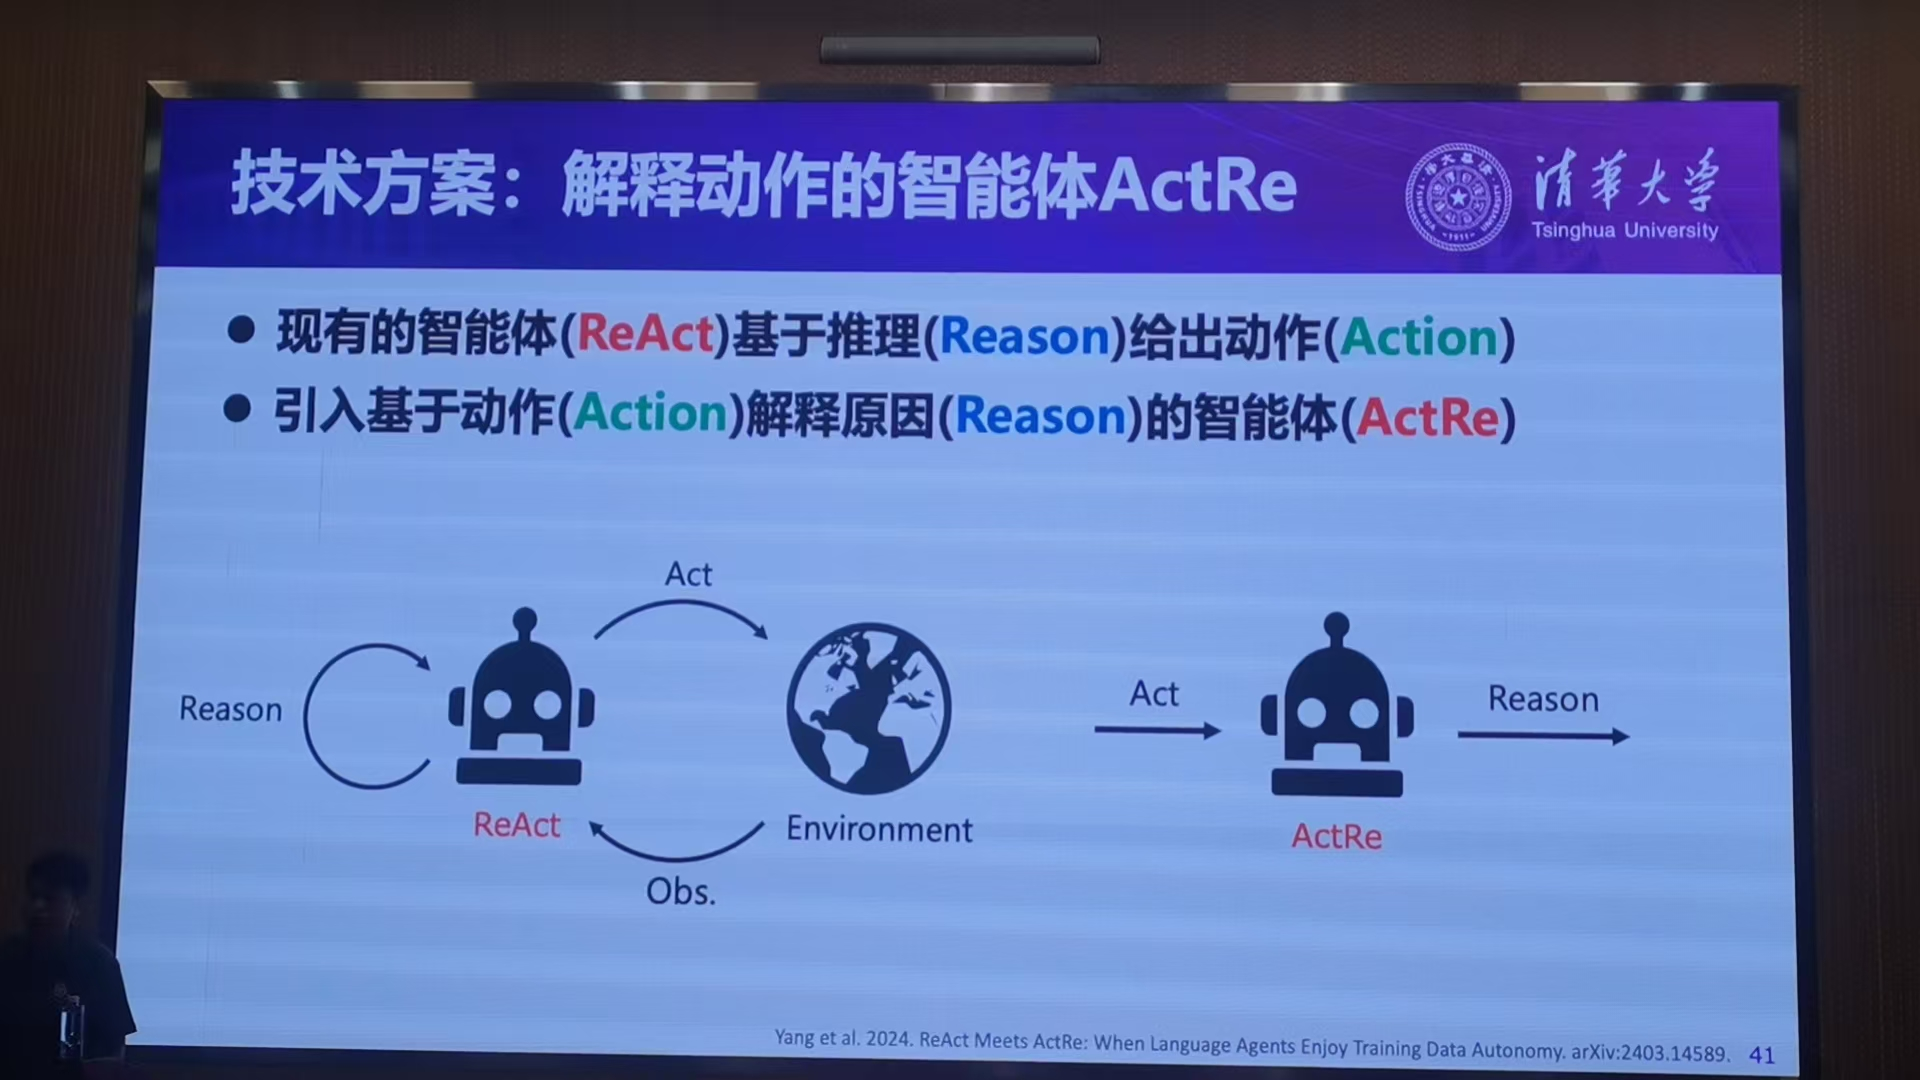 技术方案：解释动作的智能体ActRe
清华大学
Tsinghua University
● 现有的智能体(ReAct)基于推理(Reason)给出动作(Action)
● 引入基于动作(Action)解释原因(Reason)的智能体(ActRe)
Act
Reason
ReAct
Environment
Obs.
Act
Reason
ActRe
Yang et al. 2024. ReAct Meets ActRe: When Language Agents Enjoy Training Data Autonomy. arXiv:2403.14589.
41